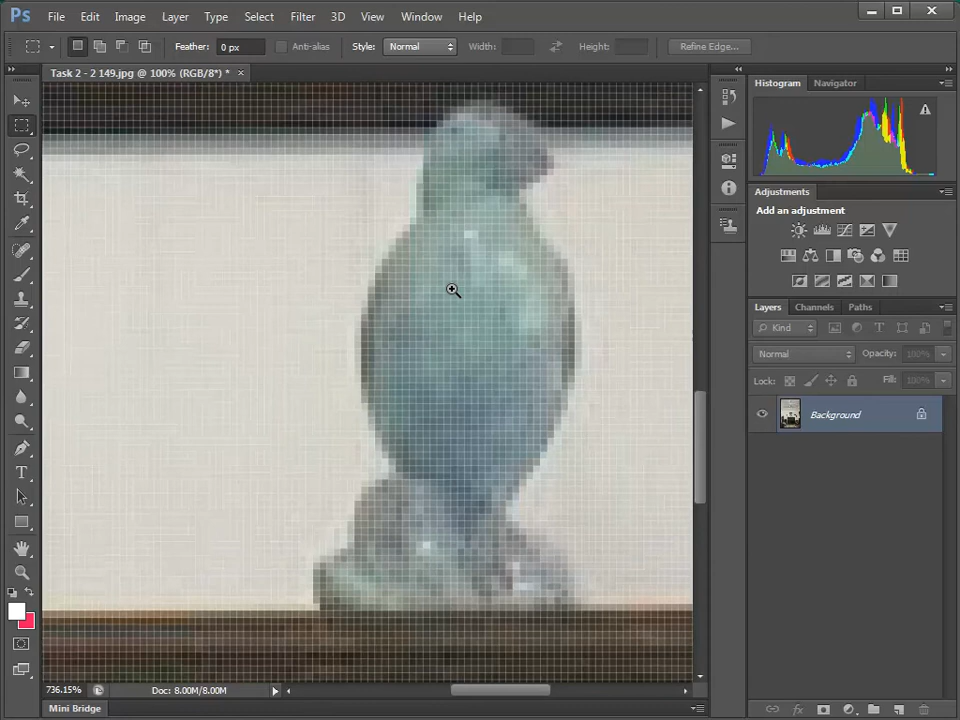 Ps File Edit Image Layer Type Select Filter 3D View Window Help
Feather: 0 px Anti-alias Style: Normal Width: Height: Refine Edge...
Task 2 - 2 149.jpg @ 100% (RGB/8*) * ×
Histogram Navigator
Adjustments
Add an adjustment
Layers Channels Paths
Kind
Normal Opacity: 100%
Lock: Fill: 100%
Background
736.15% Doc: 8.00M/8.00M
Mini Bridge